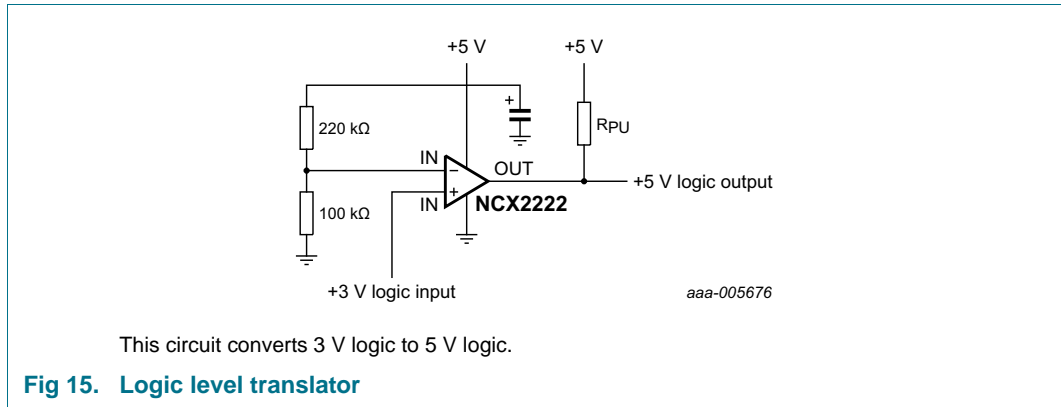 +5 V
+5 V
+
220 kΩ
RPU
IN
−
OUT
+5 V logic output
+
IN
NCX2222
100 kΩ
+3 V logic input
aaa-005676
This circuit converts 3 V logic to 5 V logic.
Fig 15. Logic level translator